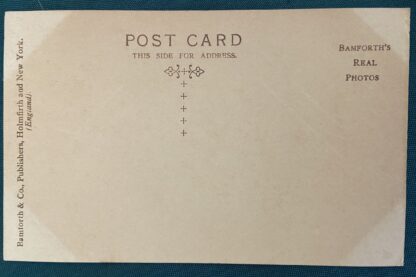 POST CARD
THIS SIDE FOR ADDRESS.
BAMFORTH'S
REAL
PHOTOS
Bamforth & Co., Publishers, Holmfirth and New York.
(England).